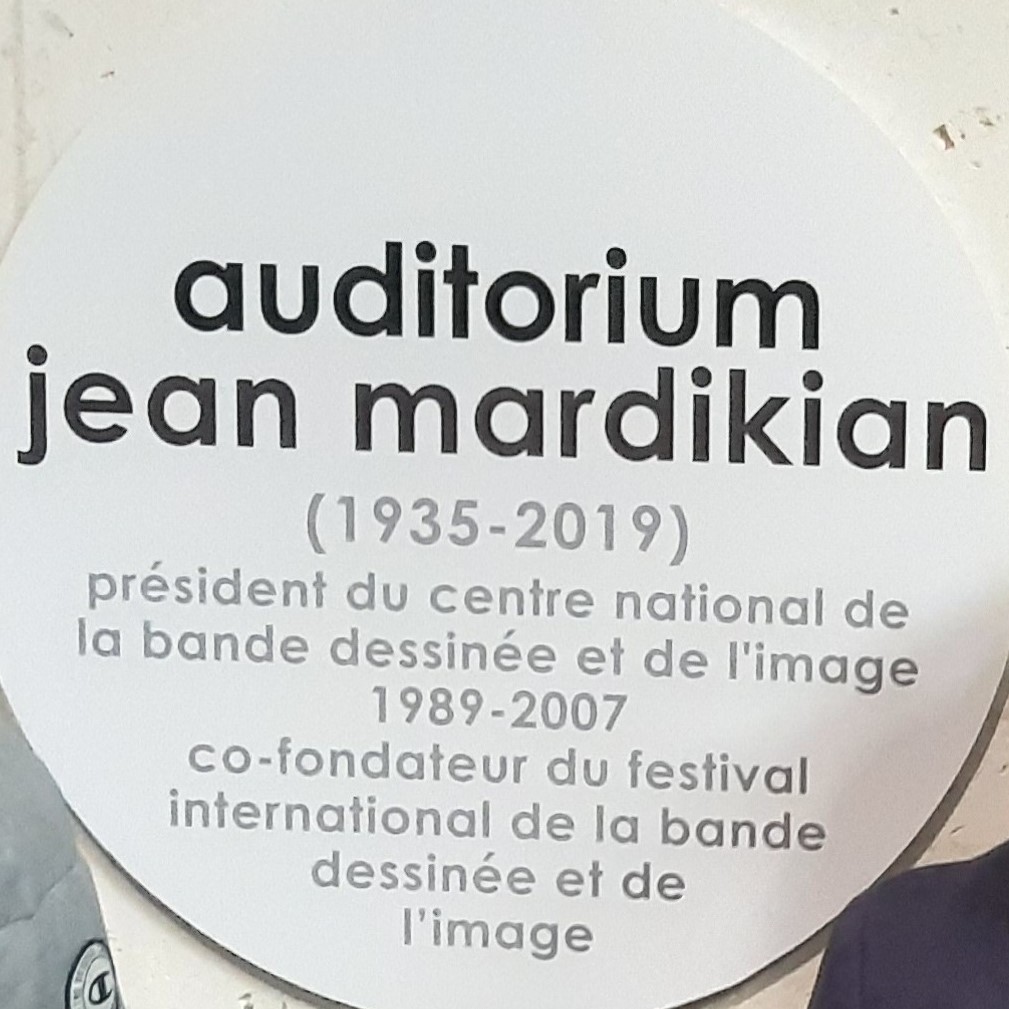 auditorium
jean mardikian
(1935-2019)
président du centre national de
la bande dessinée et de l'image
1989-2007
co-fondateur du festival
international de la bande
dessinée et de
l'image